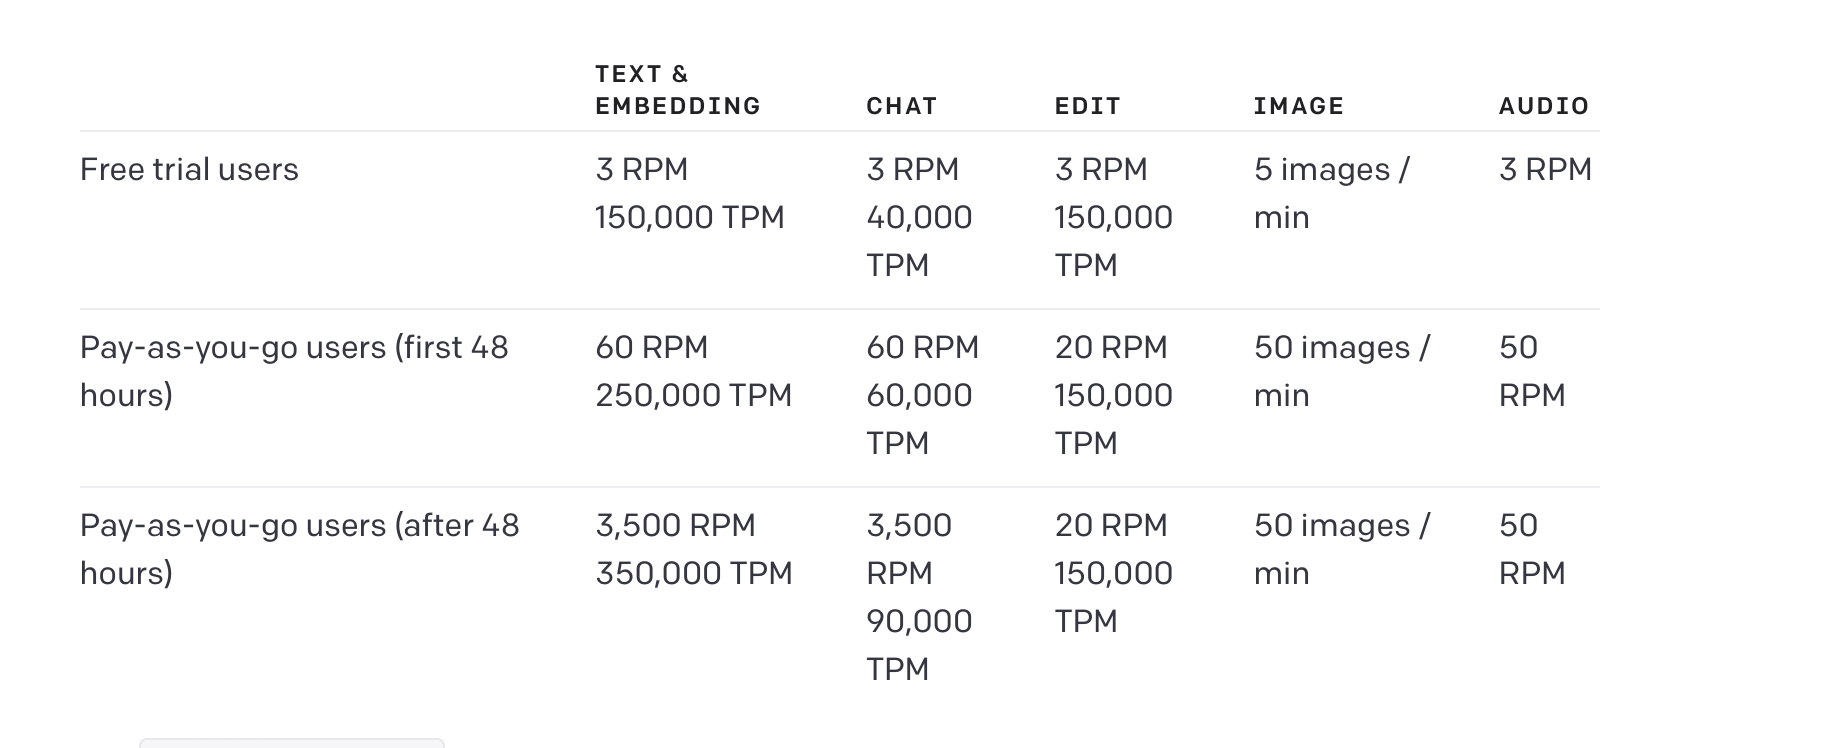 TEXT & EMBEDDING CHAT EDIT IMAGE AUDIO
Free trial users 3 RPM 3 RPM 3 RPM 5 images / 3 RPM
150,000 TPM 40,000 150,000 min
TPM TPM
Pay-as-you-go users (first 48 60 RPM 60 RPM 20 RPM 50 images / 50
hours) 250,000 TPM 60,000 150,000 min RPM
TPM TPM
Pay-as-you-go users (after 48 3,500 RPM 3,500 20 RPM 50 images / 50
hours) 350,000 TPM RPM 150,000 min RPM
90,000 TPM
TPM